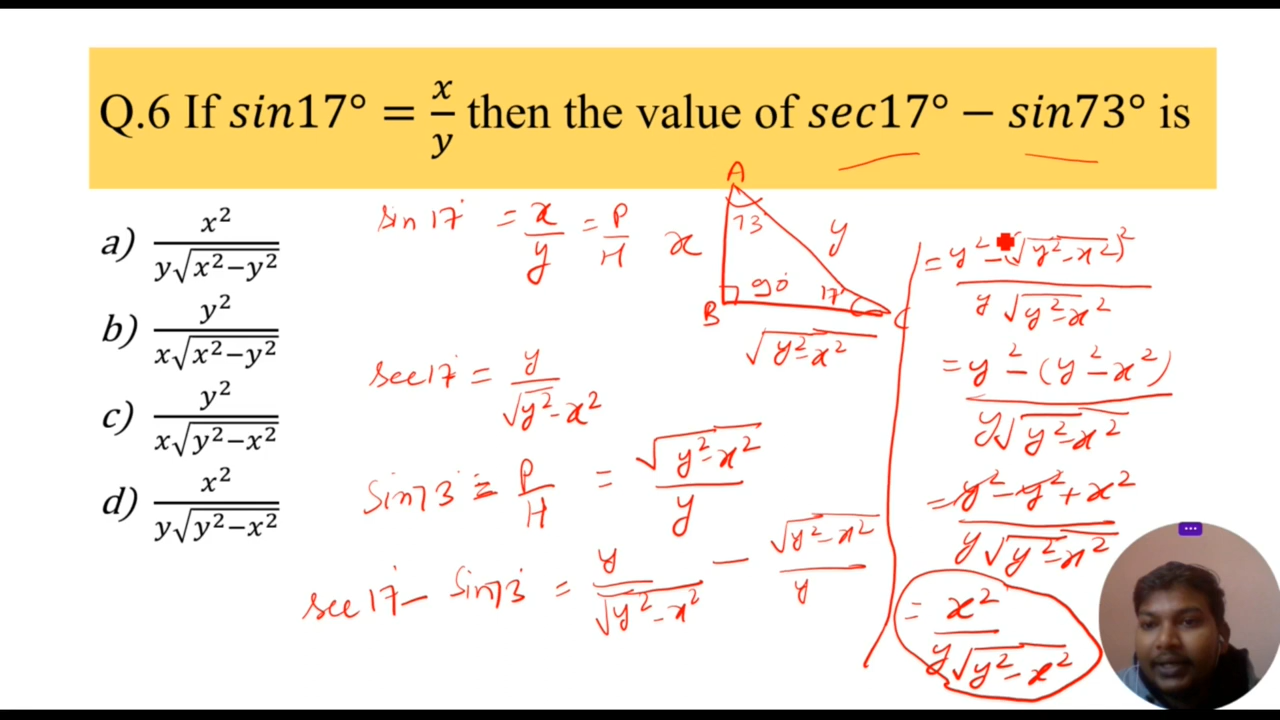 Q.6 If sin17° = x/y then the value of sec17° − sin73° is
a) x²/(y√(x²−y²))
b) y²/(x√(x²−y²))
c) y²/(x√(y²−x²))
d) x²/(y√(y²−x²))
sin 17° = x/y = P/H
A
73°
x
y
B
90°
17°
C
√(y²−x²)
sec17° = y/√y²−x²
Sin73° = P/H = √(y²−x²)/y
sec17° − sin73° = y/√(y²−x²) − √(y²−x²)/y
= y² − (√(y²−x²))²/(y√(y²−x²))
= y² − (y²−x²)/(y√(y²−x²))
= y² − y² + x²/(y√(y²−x²))
= x²/(y√(y²−x²))